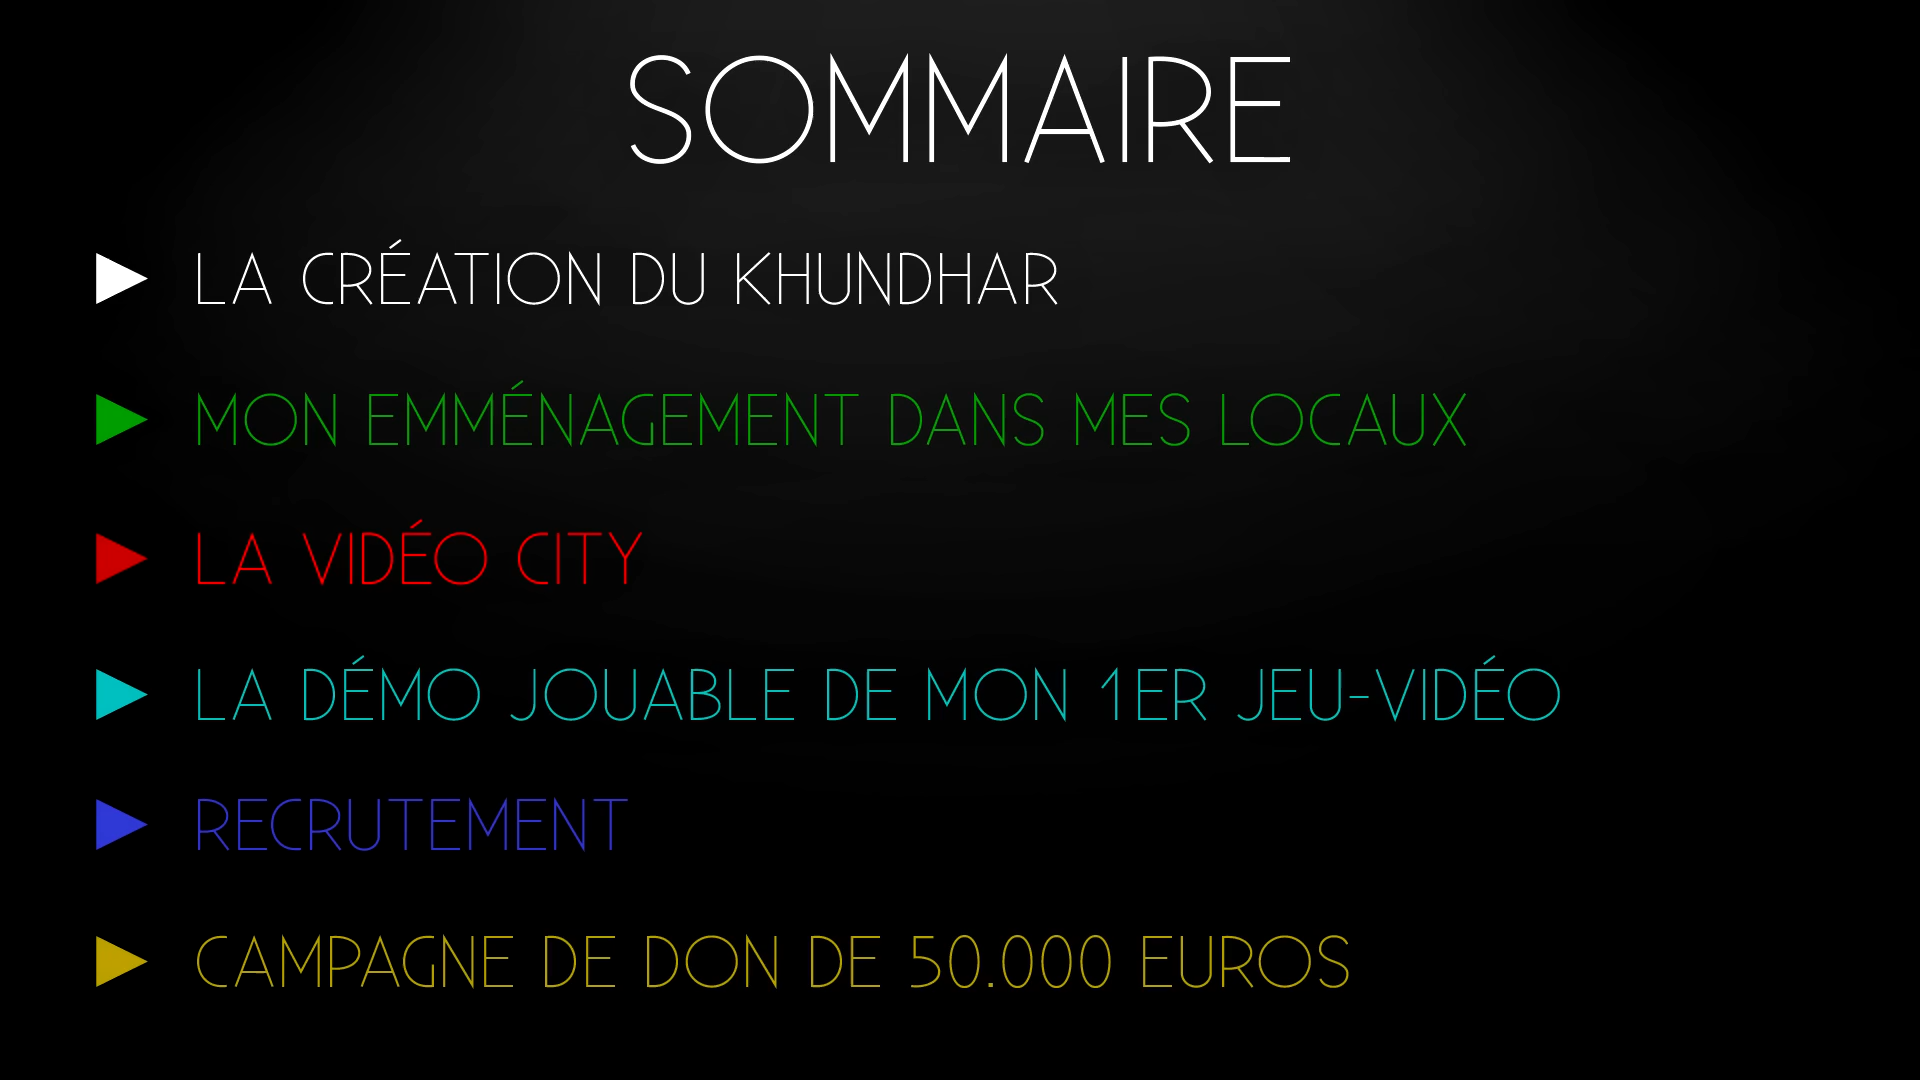 SOMMAIRE
LA CRÉATION DU KHUNDHAR
MON EMMÉNAGEMENT DANS MES LOCAUX
LA VIDÉO CITY
LA DÉMO JOUABLE DE MON 1ER JEU-VIDÉO
RECRUTEMENT
CAMPAGNE DE DON DE 50.000 EUROS